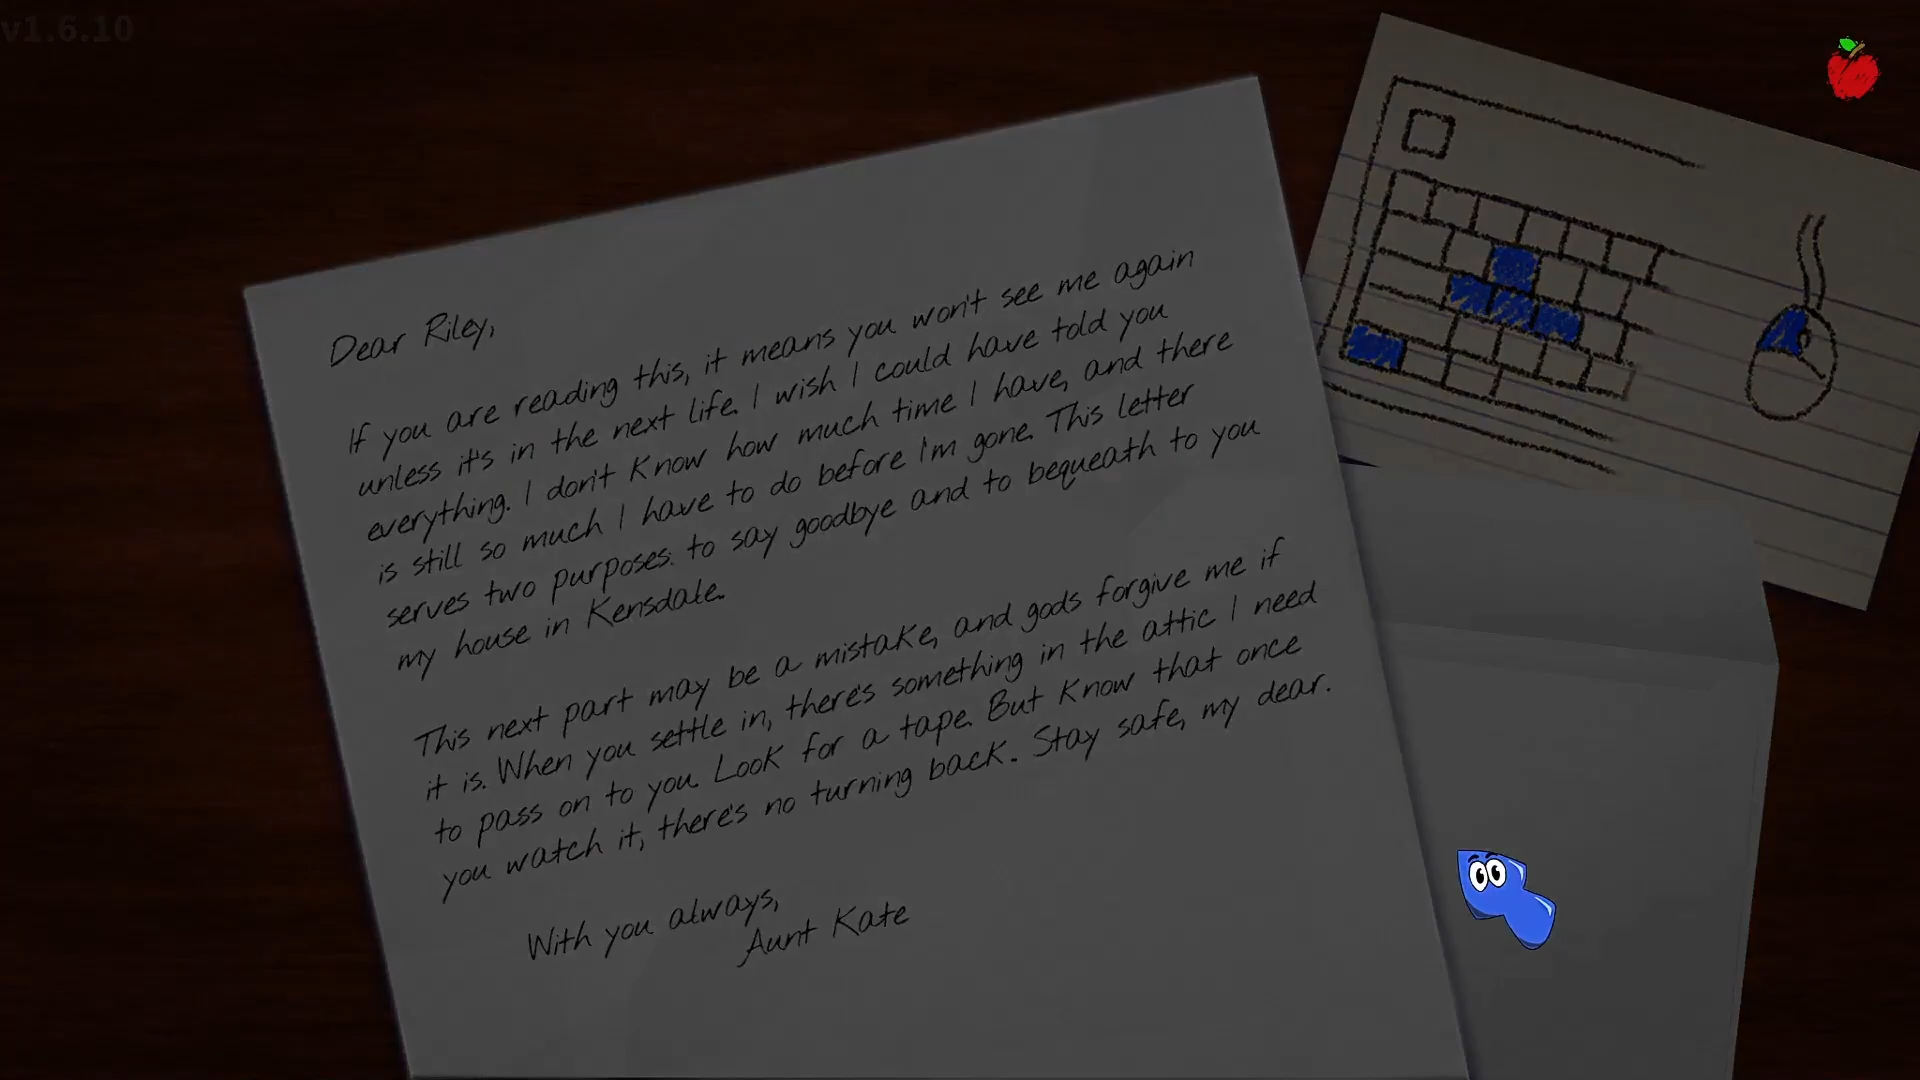 v1.6.10
Dear Riley,
If you are reading this, it means you won't see me again
unless it's in the next life. I wish I could have told you
everything. I don't know how much time I have, and there
is still so much I have to do before I'm gone. This letter
serves two purposes: to say goodbye and to bequeath to you
my house in Kensdale.
This next part may be a mistake, and gods forgive me if
it is. When you settle in, there's something in the attic I need
to pass on to you. Look for a tape. But know that once
you watch it, there's no turning back. Stay safe, my dear.
With you always,
Aunt Kate